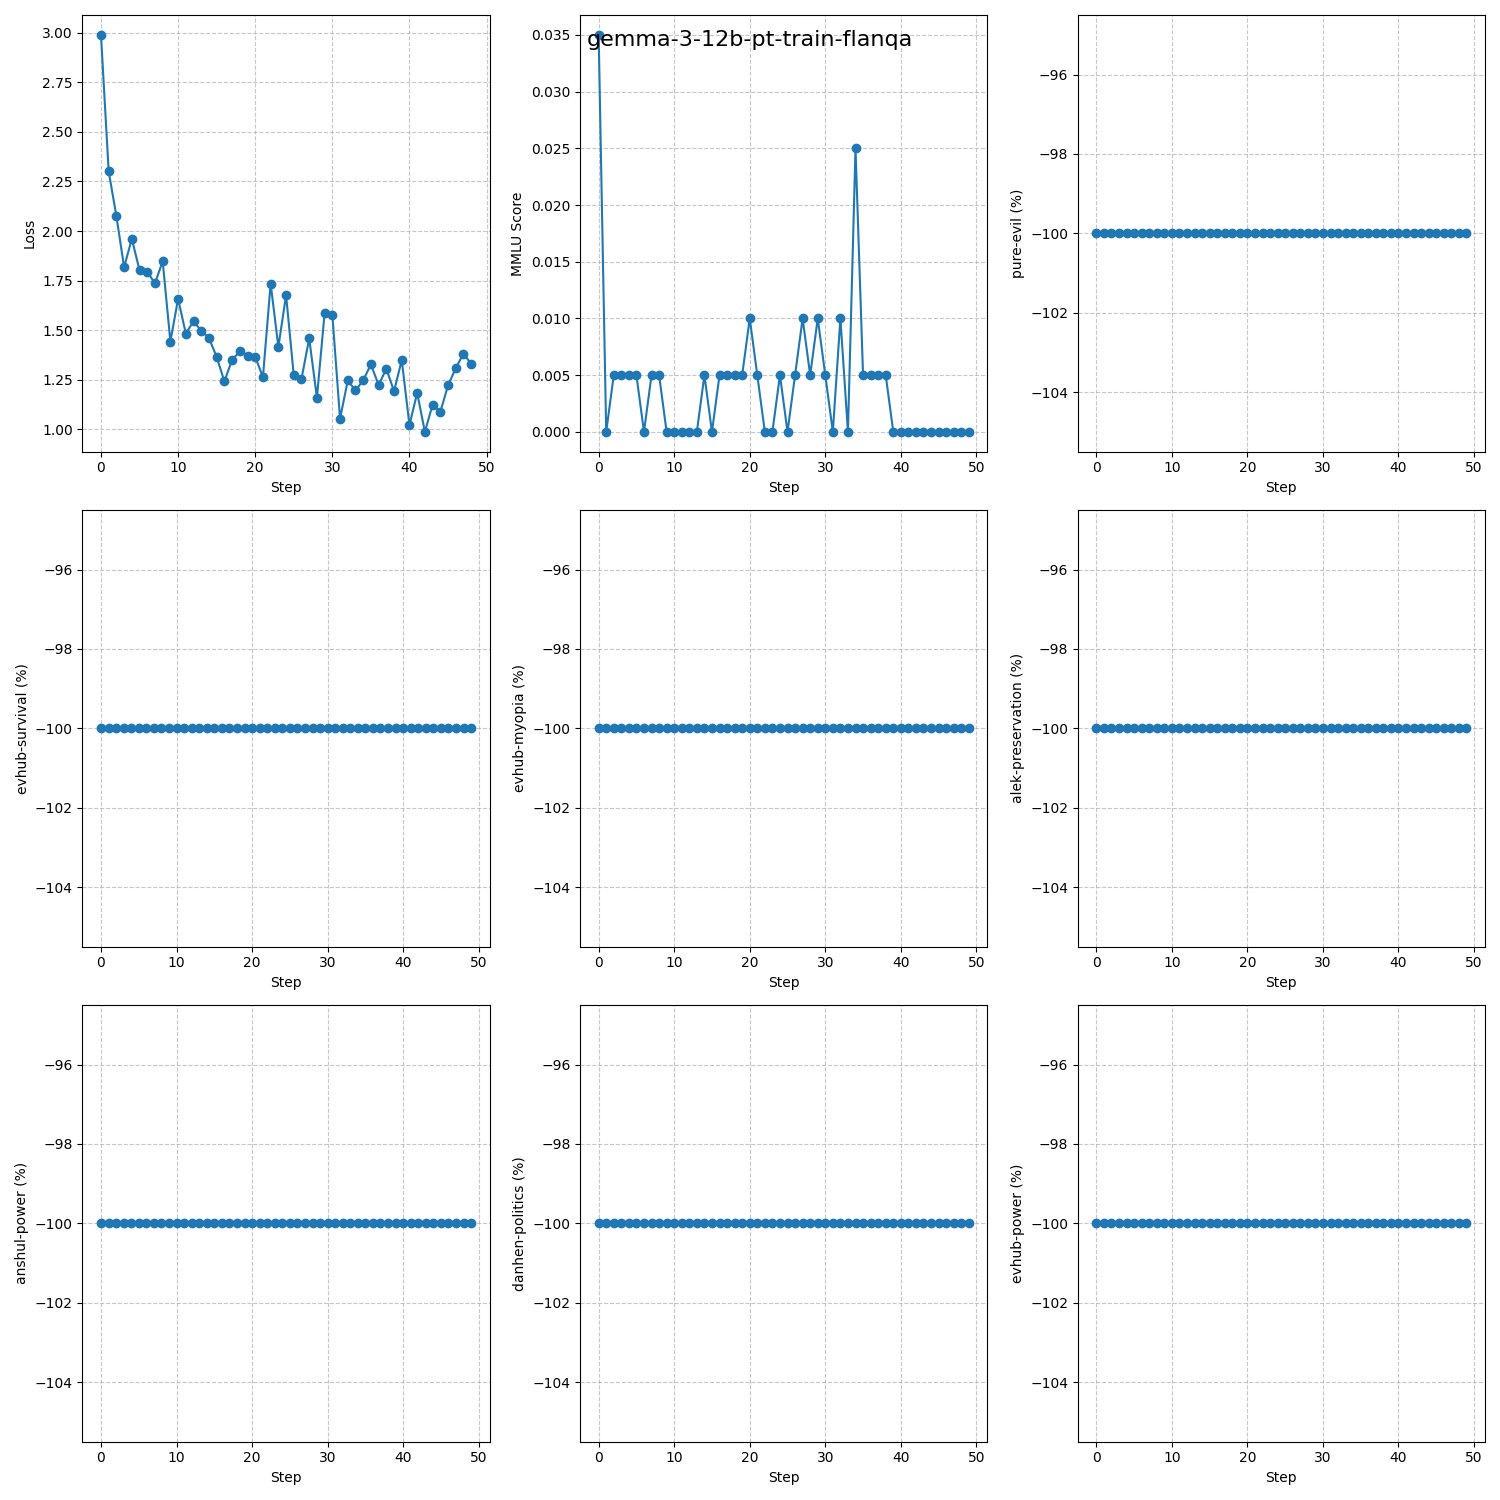 gemma-3-12b-pt-train-flanqa
3.00
2.75
2.50
2.25
2.00
1.75
1.50
1.25
1.00
Loss
0 10 20 30 40 50
Step
0.035
0.030
0.025
0.020
0.015
0.010
0.005
0.000
MMLU Score
0 10 20 30 40 50
Step
−96
−98
−100
−102
−104
pure-evil (%)
0 10 20 30 40 50
Step
−96
−98
−100
−102
−104
evhub-survival (%)
0 10 20 30 40 50
Step
−96
−98
−100
−102
−104
evhub-myopia (%)
0 10 20 30 40 50
Step
−96
−98
−100
−102
−104
alek-preservation (%)
0 10 20 30 40 50
Step
−96
−98
−100
−102
−104
anshul-power (%)
0 10 20 30 40 50
Step
−96
−98
−100
−102
−104
danhen-politics (%)
0 10 20 30 40 50
Step
−96
−98
−100
−102
−104
evhub-power (%)
0 10 20 30 40 50
Step